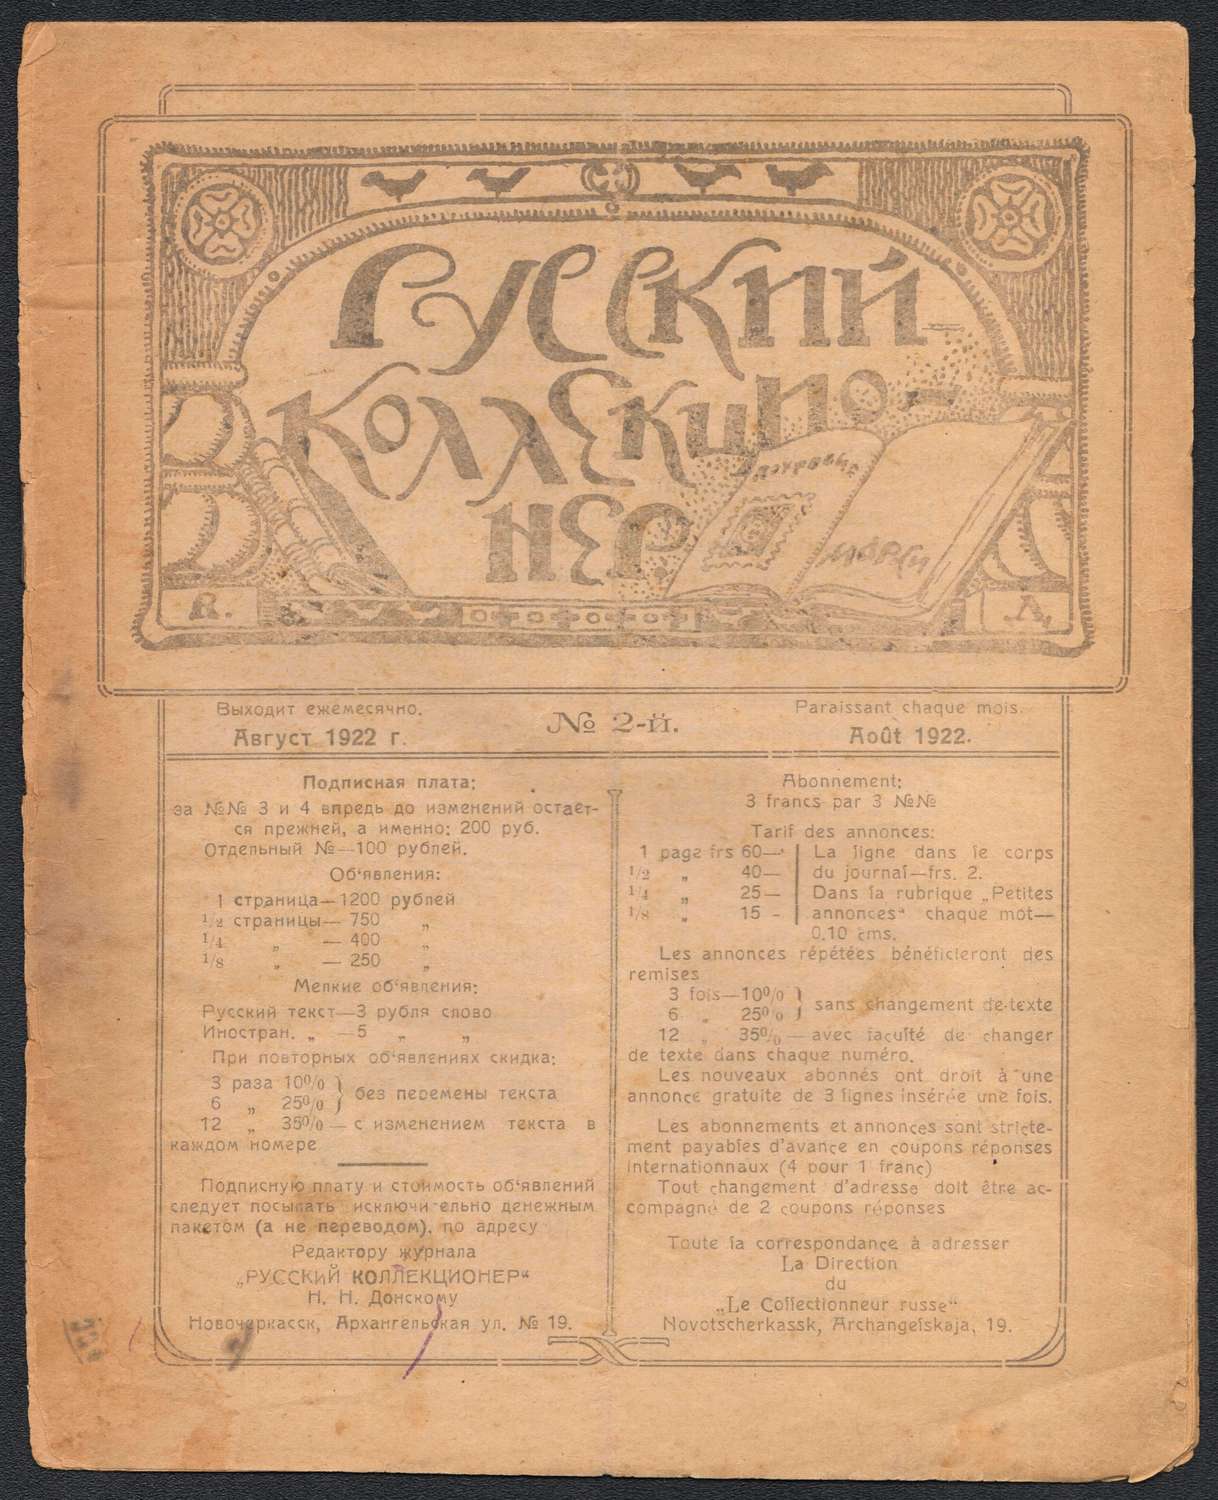 РУССКИЙ
КОЛЛЕКЦИО-
НЕР
МАРКИ
Выходит ежемесячно.
Август 1922 г.
№ 2-й.
Paraissant chaque mois.
Août 1922.
Подписная плата:
за №№ 3 и 4 впредь до изменений остает-
ся прежней, а именно: 200 руб.
Отдельный №—100 рублей.
Об‘явления:
1 страница—1200 рублей
1/2 страницы— 750 „
1/4 „ — 400 „
1/8 „ — 250 „
Мелкие об‘явления:
Русский текст—3 рубля слово
Иностран. „ —5 „ „
При повторных об‘явлениях скидка:
3 раза 10% } без перемены текста
6 „ 25%
12 „ 35% — с изменением текста в
каждом номере
Подписную плату и стоимость об‘явлений
следует посылать исключи ельно денежным
пакетом (а не переводом), по адресу
Редактору журнала
„РУССКИЙ КОЛЛЕКЦИОНЕР“
Н. Н. Донскому
Новочеркасск, Архангельская ул. № 19.
Abonnement:
3 francs par 3 №№
Tarif des annonces:
1 page frs 60—
1/2 „ 40—
1/4 „ 25—
1/8 „ 15 -
La ligne dans le corps
du journal—frs. 2.
Dans la rubrique „Petites
annonces“ chaque mot—
0.10 cms.
Les annonces répétées bénéficieront des
remises
3 fois—10% } sans changement de texte
6 „ 25%
12 „ 35% — avec faculté de changer
de texte dans chaque numéro.
Les nouveaux abonnés ont droit à une
annonce gratuite de 3 lignes insérée une fois.
Les abonnements et annonces sont stricte-
ment payables d'avance en coupons réponses
internationnaux (4 pour 1 franc)
Tout changement d'adresse doit être ac-
compagné de 2 coupons réponses
Toute la correspondance à adresser
La Direction
du
„Le Collectionneur russe“
Novotscherkassk, Archangelskaja, 19.